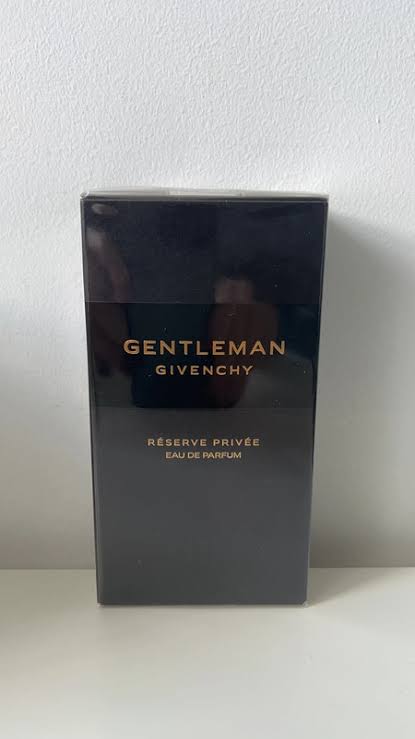 GENTLEMAN
GIVENCHY
RÉSERVE PRIVÉE
EAU DE PARFUM